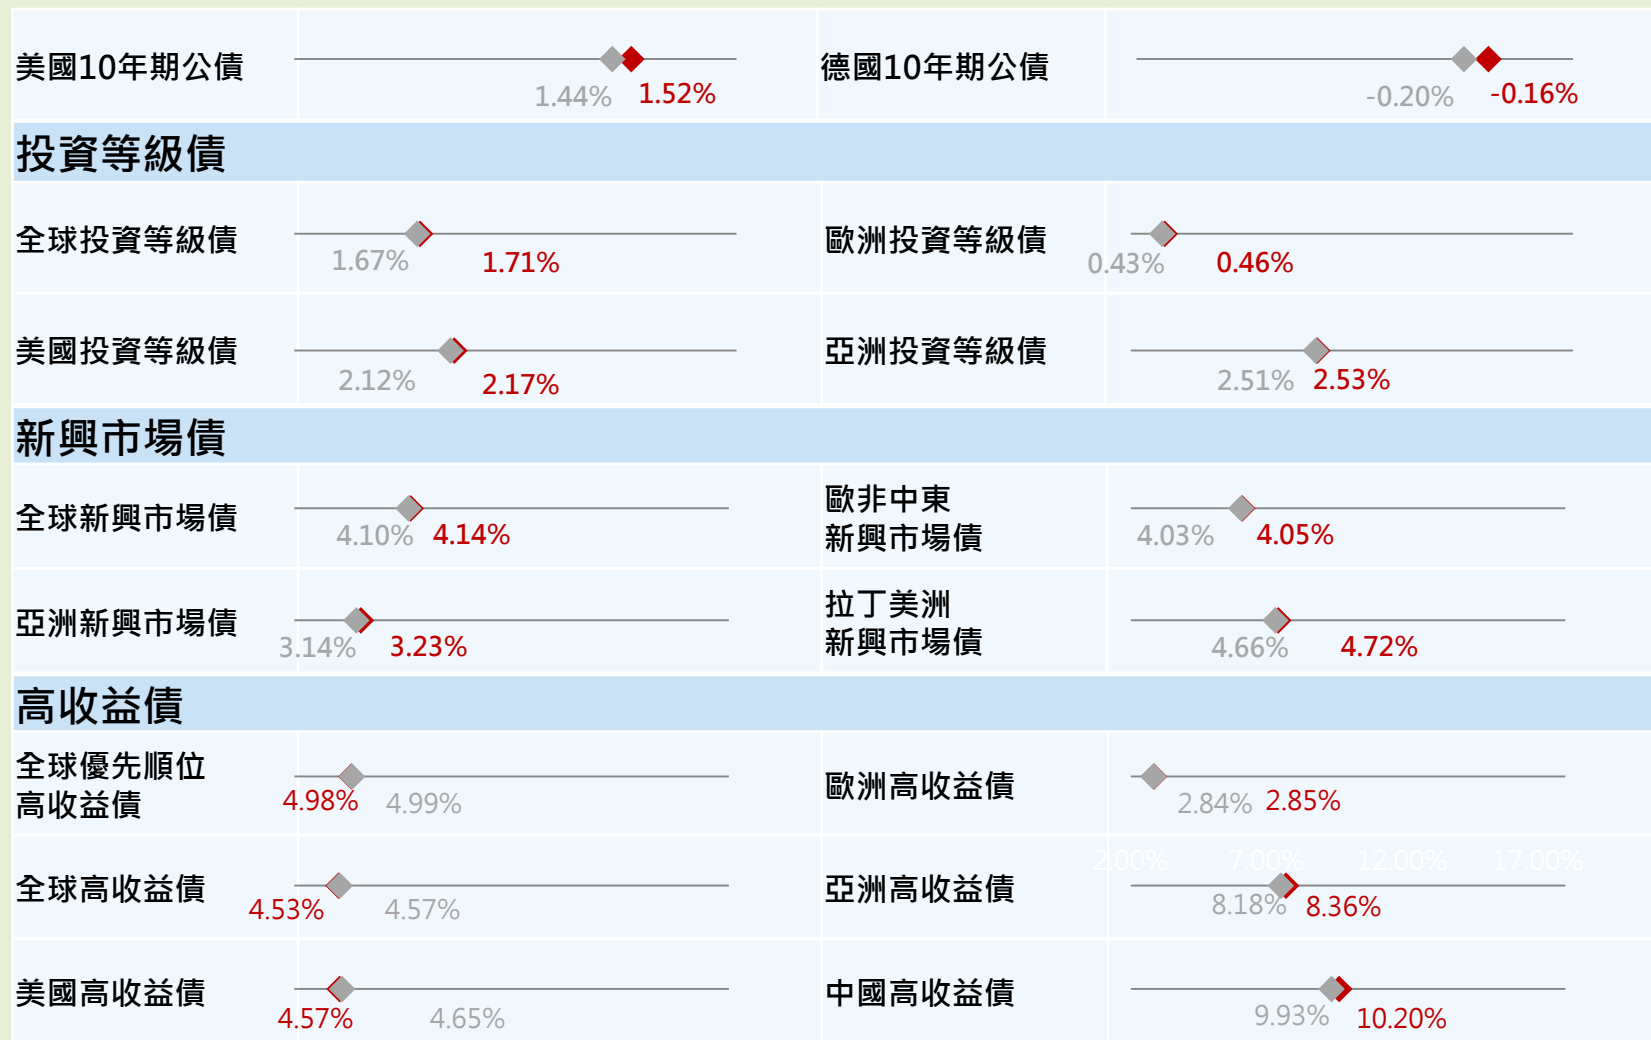 美國10年期公債
1.44% 1.52%
德國10年期公債
-0.20% -0.16%
投資等級債
全球投資等級債
1.67% 1.71%
歐洲投資等級債
0.43% 0.46%
美國投資等級債
2.12% 2.17%
亞洲投資等級債
2.51% 2.53%
新興市場債
全球新興市場債
4.10% 4.14%
歐非中東
新興市場債
4.03% 4.05%
亞洲新興市場債
3.14% 3.23%
拉丁美洲
新興市場債
4.66% 4.72%
高收益債
全球優先順位
高收益債
4.98% 4.99%
歐洲高收益債
2.84% 2.85%
全球高收益債
4.53% 4.57%
亞洲高收益債
2.00% 7.00% 12.00% 17.00%
8.18% 8.36%
美國高收益債
4.57% 4.65%
中國高收益債
9.93% 10.20%